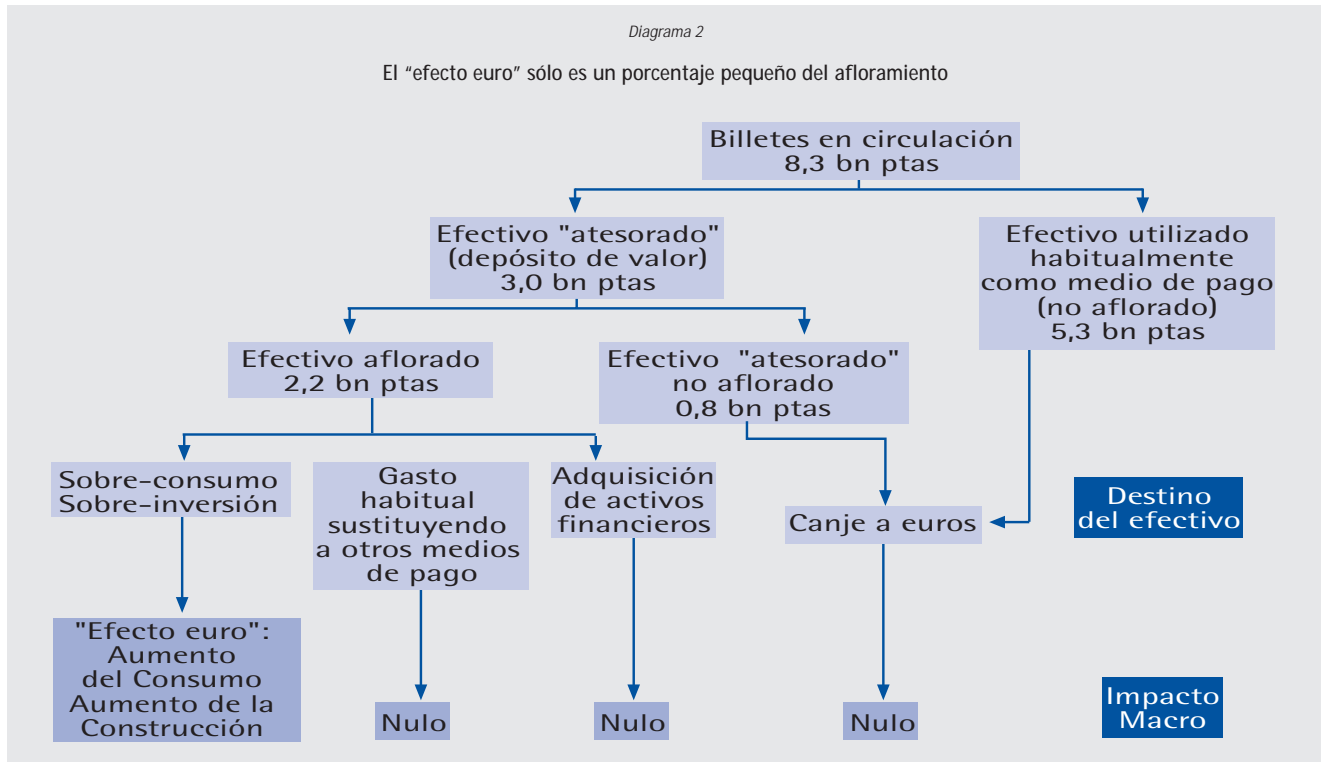 Diagrama 2
El "efecto euro" sólo es un porcentaje pequeño del afloramiento
Billetes en circulación
8,3 bn ptas
Efectivo "atesorado"
(depósito de valor)
3,0 bn ptas
Efectivo utilizado
habitualmente
como medio de pago
(no aflorado)
5,3 bn ptas
Efectivo aflorado
2,2 bn ptas
Efectivo "atesorado"
no aflorado
0,8 bn ptas
Sobre-consumo
Sobre-inversión
Gasto
habitual
sustituyendo
a otros medios
de pago
Adquisición
de activos
financieros
Canje a euros
Destino
del efectivo
"Efecto euro":
Aumento
del Consumo
Aumento de la
Construcción
Nulo
Nulo
Nulo
Impacto
Macro